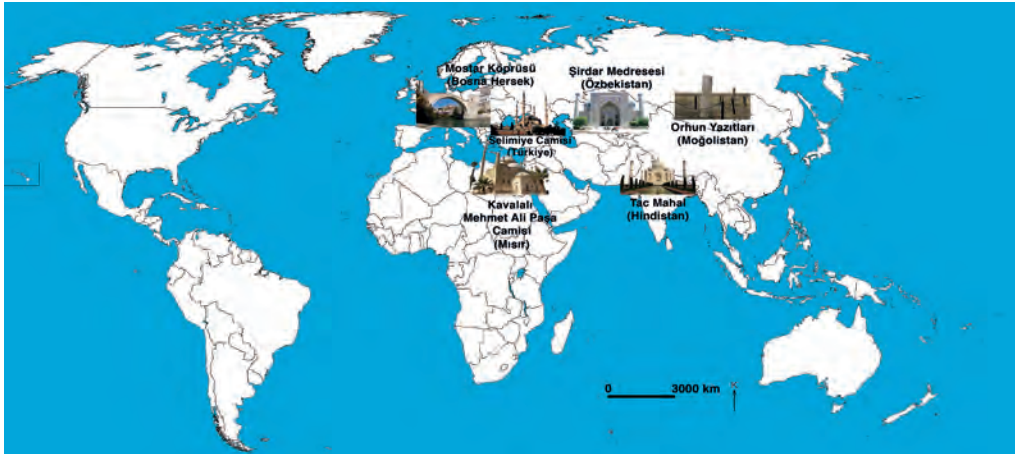 Mostar Köprüsü
(Bosna Hersek)
Şirdar Medresesi
(Özbekistan)
Orhun Yazıtları
(Moğolistan)
Selimiye Camisi
(Türkiye)
Kavalalı
Mehmet Ali Paşa
Camisi
(Mısır)
Tac Mahal
(Hindistan)
0 3000 km
K